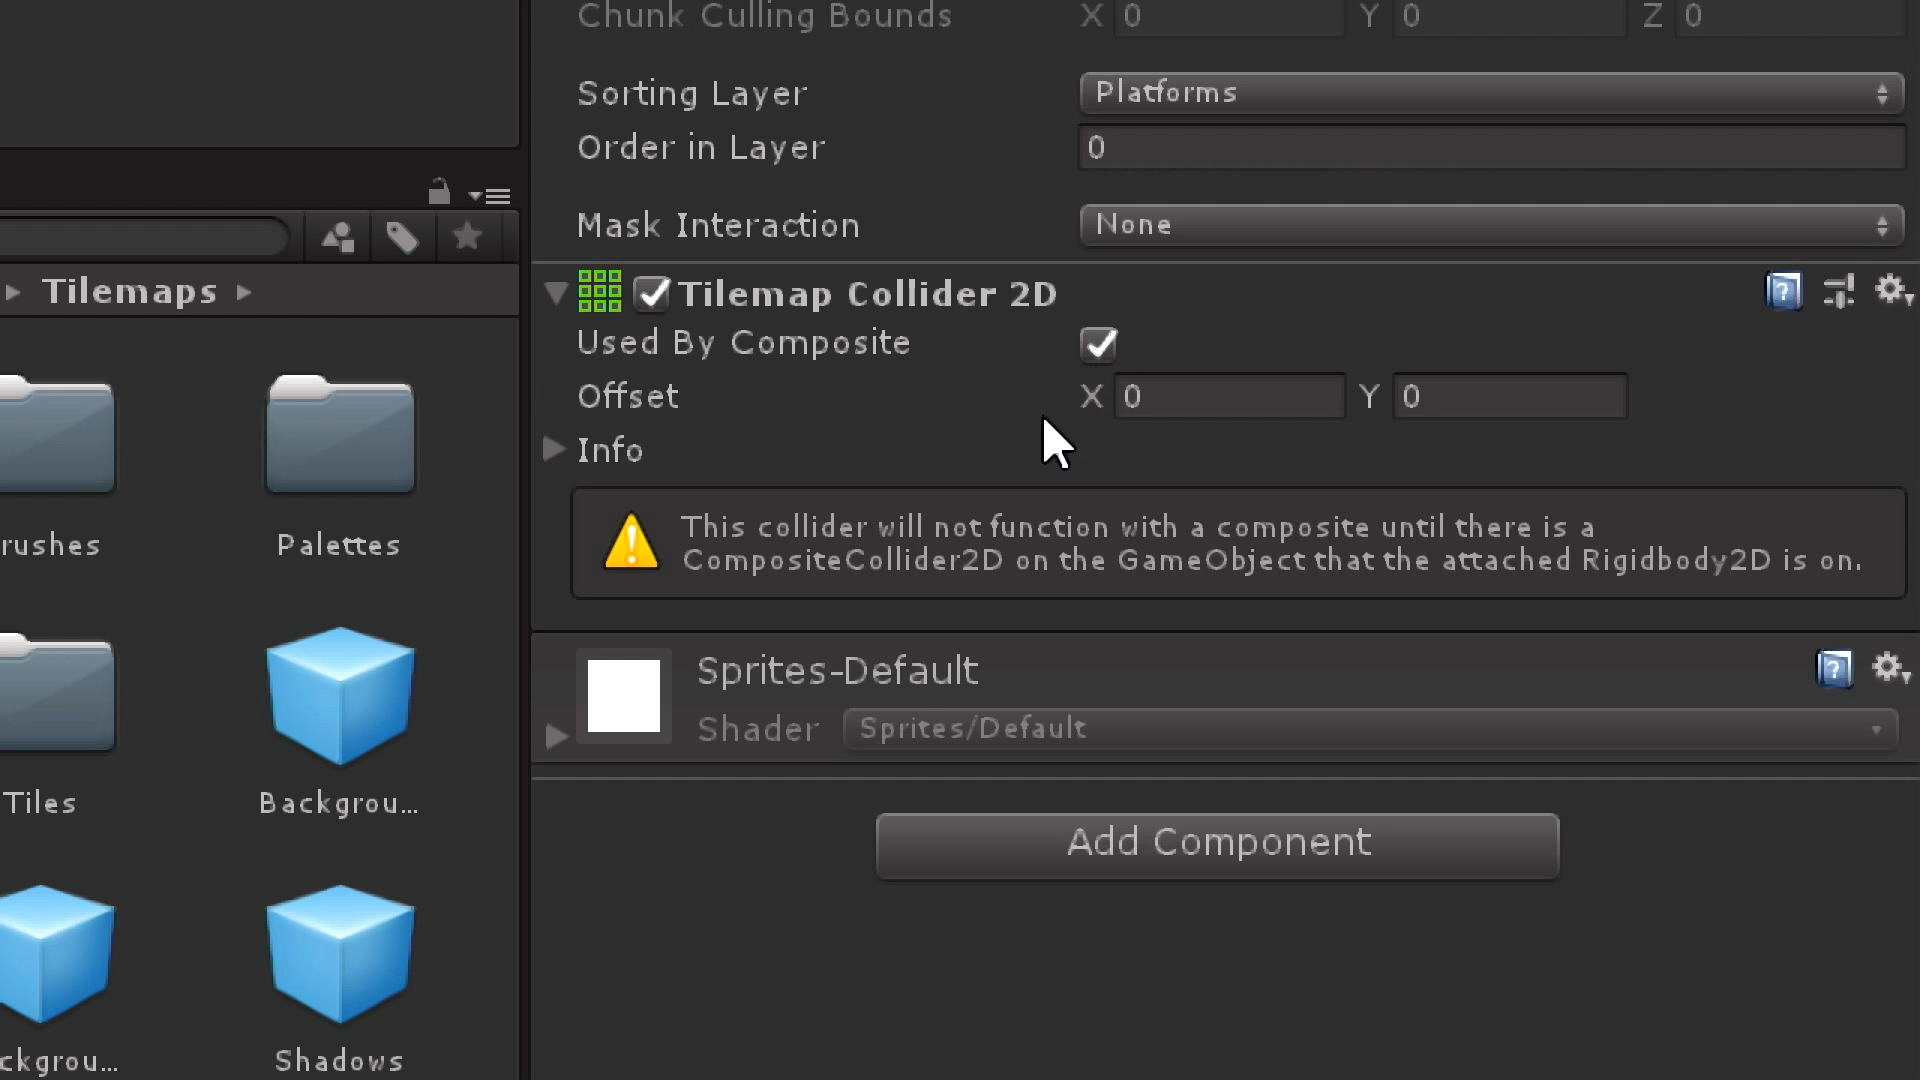 Chunk Culling Bounds X 0 Y 0 Z 0
Sorting Layer Platforms
Order in Layer 0
Mask Interaction None
Tilemaps
Tilemap Collider 2D
Used By Composite
Offset X 0 Y 0
Info
This collider will not function with a composite until there is a
CompositeCollider2D on the GameObject that the attached Rigidbody2D is on.
rushes
Palettes
Sprites-Default
Shader Sprites/Default
Tiles
Backgrou...
Add Component
ckgrou...
Shadows